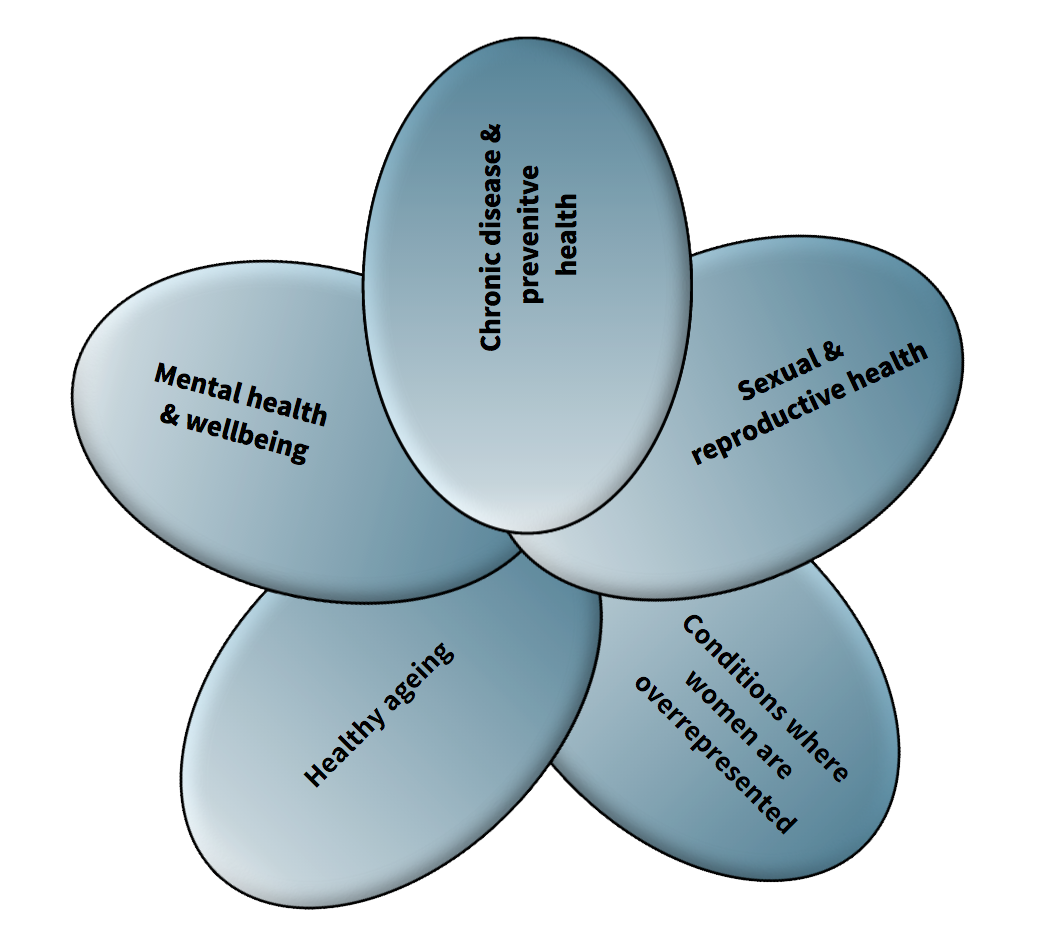 Chronic disease &
prevenitve
health
Sexual &
reproductive health
Conditions where
women are
overrepresented
Healthy ageing
Mental health
& wellbeing